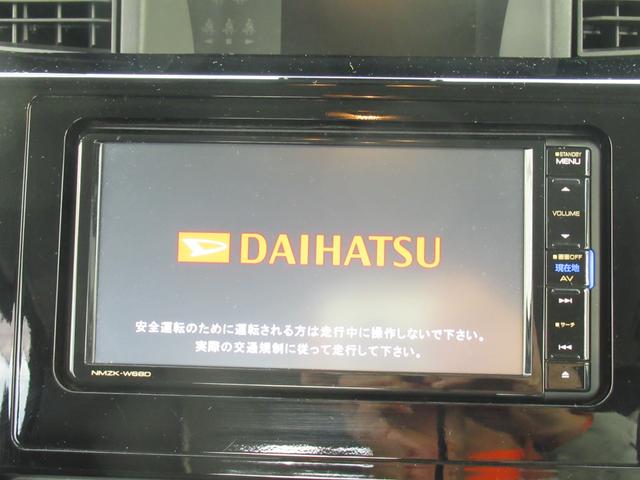 DAIHATSU
安全運転のために運転される方は走行中に操作しないで下さい。
実際の交通規制に従って走行して下さい。
NMZK-W68D
STANDBY
MENU
VOLUME
画面OFF
現在地
AV
サーチ